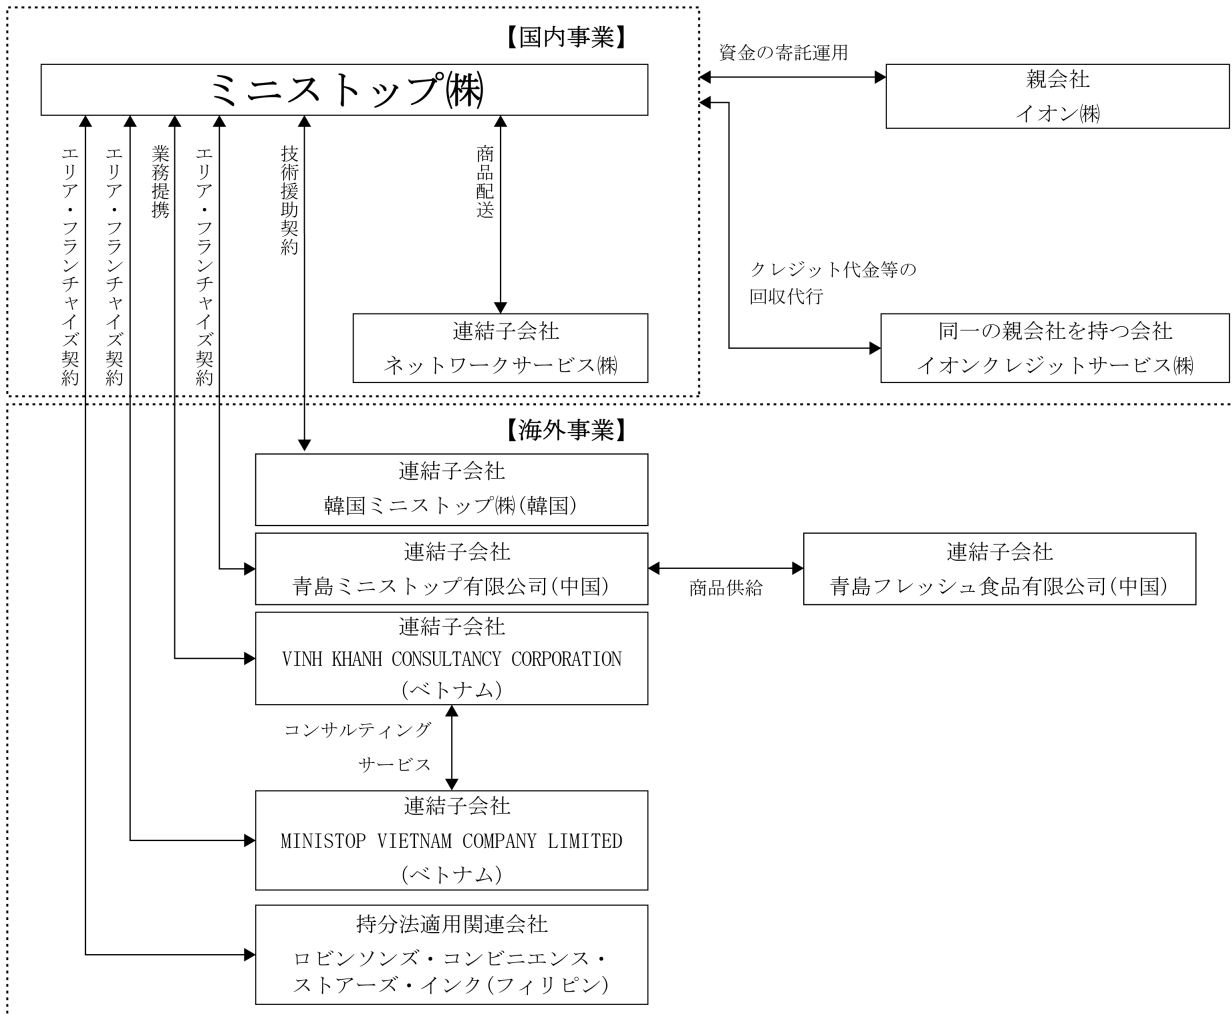 【国内事業】
ミニストップ㈱
資金の寄託運用
親会社
イオン㈱
エリア・フランチャイズ契約
エリア・フランチャイズ契約
業務提携
エリア・フランチャイズ契約
技術援助契約
商品配送
クレジット代金等の
回収代行
連結子会社
ネットワークサービス㈱
同一の親会社を持つ会社
イオンクレジットサービス㈱
【海外事業】
連結子会社
韓国ミニストップ㈱(韓国)
連結子会社
青島ミニストップ有限公司(中国)
商品供給
連結子会社
青島フレッシュ食品有限公司(中国)
連結子会社
VINH KHANH CONSULTANCY CORPORATION
(ベトナム)
コンサルティング
サービス
連結子会社
MINISTOP VIETNAM COMPANY LIMITED
(ベトナム)
持分法適用関連会社
ロビンソンズ・コンビニエンス・
ストアーズ・インク(フィリピン)